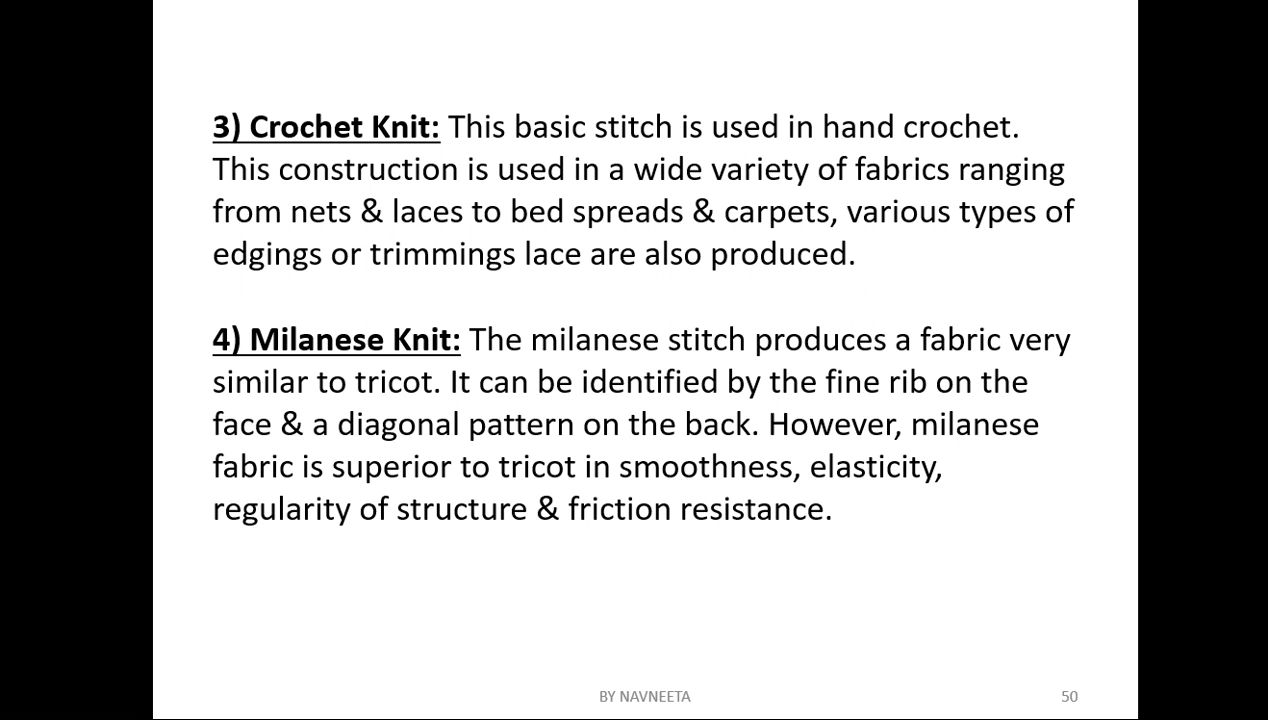 3) Crochet Knit: This basic stitch is used in hand crochet.
This construction is used in a wide variety of fabrics ranging
from nets & laces to bed spreads & carpets, various types of
edgings or trimmings lace are also produced.
4) Milanese Knit: The milanese stitch produces a fabric very
similar to tricot. It can be identified by the fine rib on the
face & a diagonal pattern on the back. However, milanese
fabric is superior to tricot in smoothness, elasticity,
regularity of structure & friction resistance.
BY NAVNEETA
50